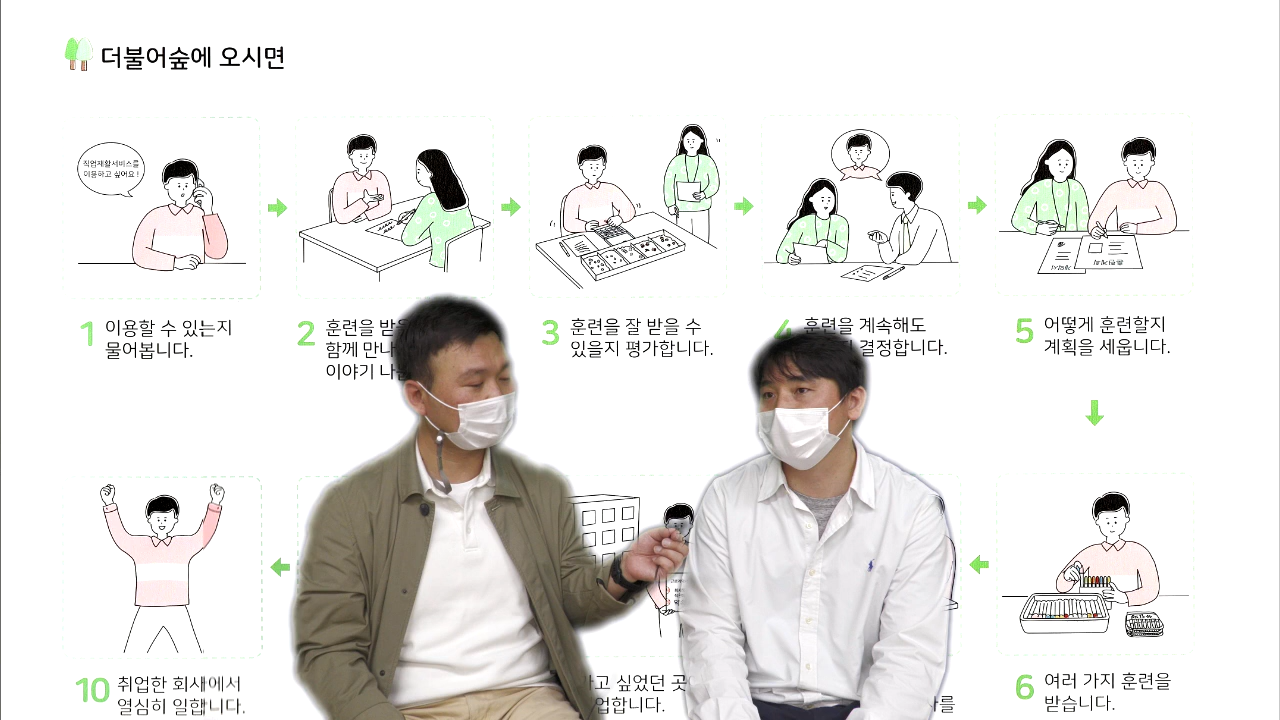 더불어숲에 오시면
직업재활서비스를
이용하고 싶어요!
1 이용할 수 있는지
물어봅니다.
2 훈련을 받을
함께 만나
이야기
3 훈련을 잘 받을 수
있을지 평가합니다.
4 훈련을 계속해도
결정합니다.
5 어떻게 훈련할지
계획을 세웁니다.
10 취업한 회사에서
열심히 일합니다.
싶었던 곳
6 여러 가지 훈련을
받습니다.